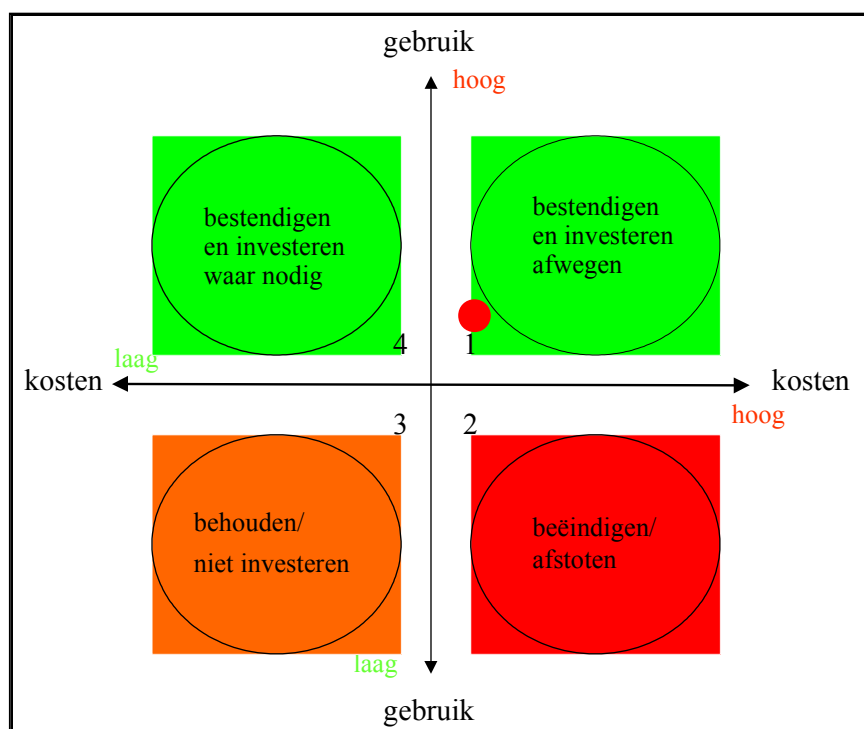 gebruik
hoog
bestendigen
en investeren
waar nodig
bestendigen
en investeren
afwegen
4
1
laag
kosten
kosten
hoog
3
2
behouden/
niet investeren
beëindigen/
afstoten
laag
gebruik